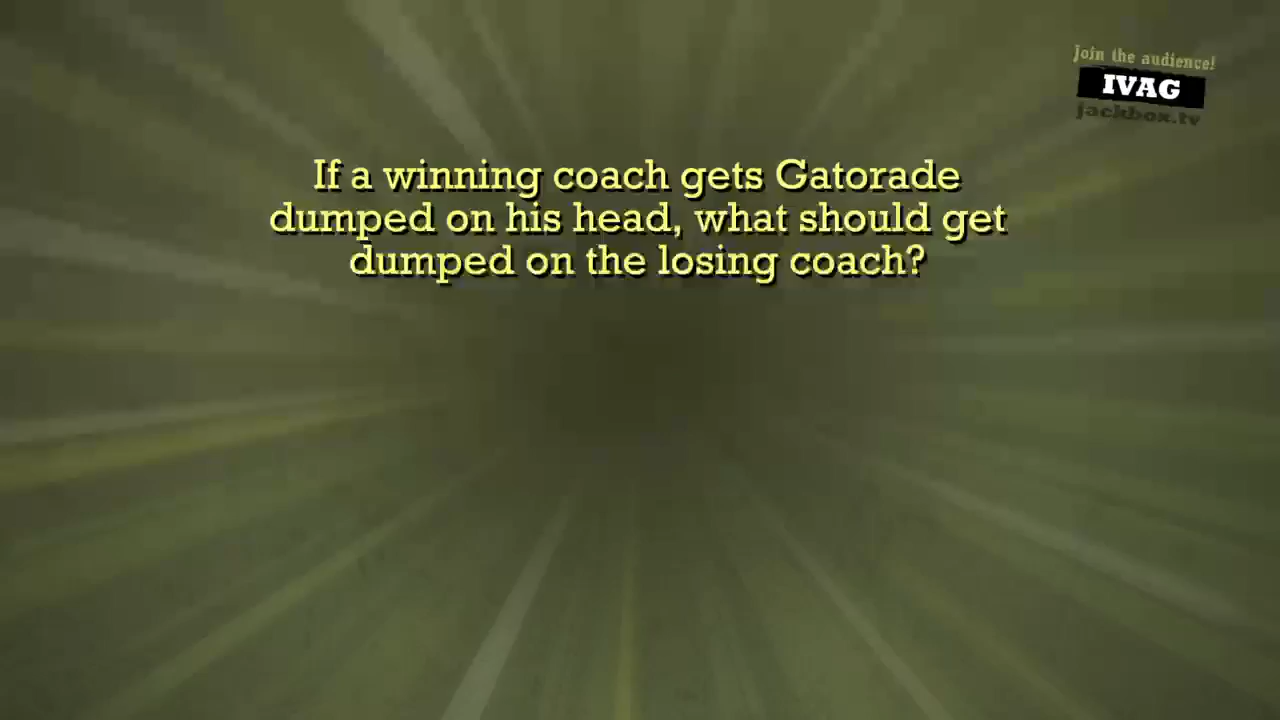 Join the audience!
IVAG
jackbox.tv
If a winning coach gets Gatorade
dumped on his head, what should get
dumped on the losing coach?